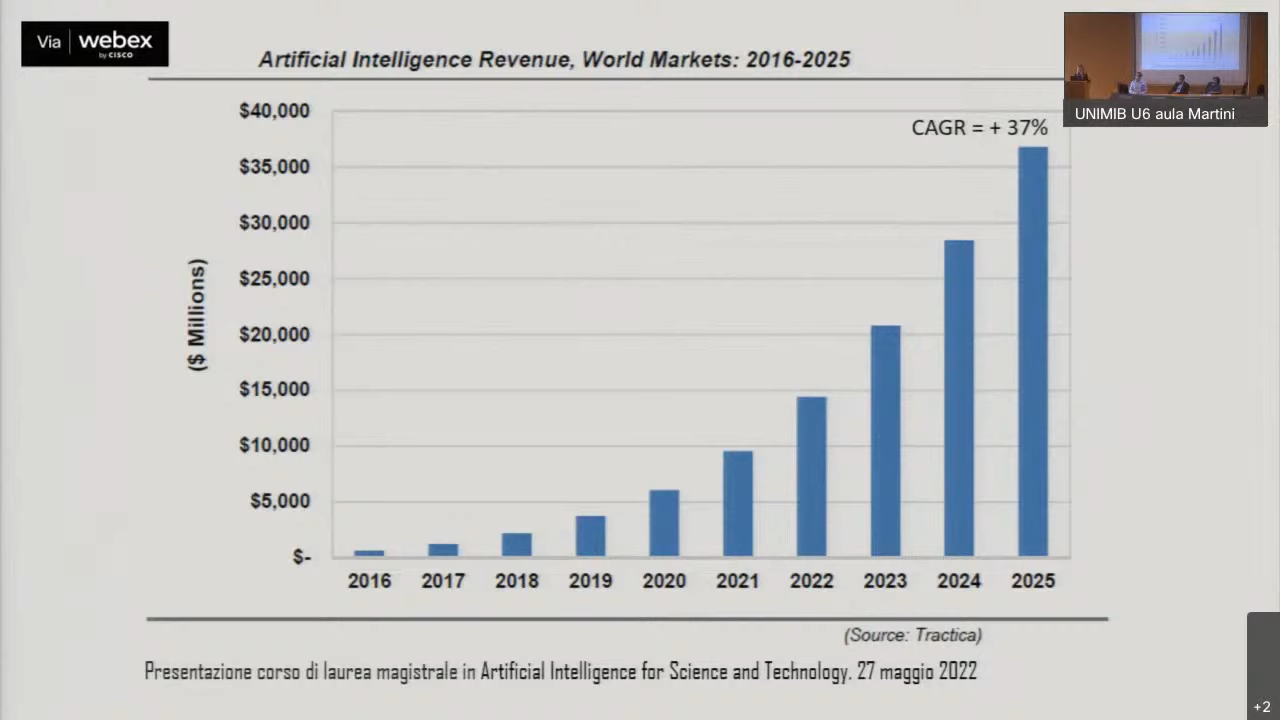 Via webex
by CISCO
Artificial Intelligence Revenue, World Markets: 2016-2025
UNIMIB U6 aula Martini
CAGR = + 37%
($ Millions)
$40,000
$35,000
$30,000
$25,000
$20,000
$15,000
$10,000
$5,000
$-
2016 2017 2018 2019 2020 2021 2022 2023 2024 2025
(Source: Tractica)
Presentazione corso di laurea magistrale in Artificial Intelligence for Science and Technology. 27 maggio 2022
+2